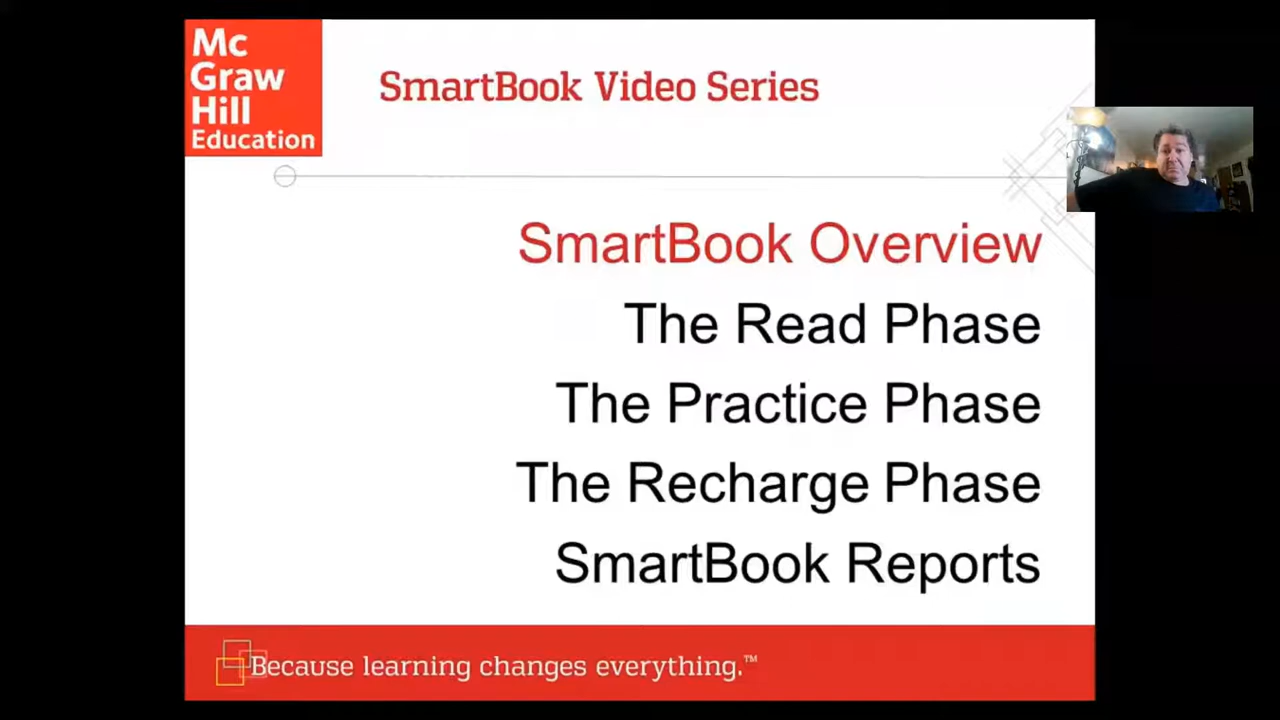 Mc
Graw
Hill
Education
SmartBook Video Series
SmartBook Overview
The Read Phase
The Practice Phase
The Recharge Phase
SmartBook Reports
Because learning changes everything.™